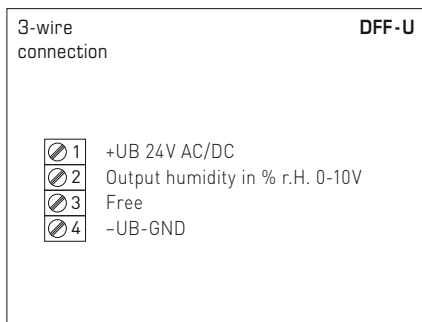 3-wire DFF-U
connection
1 +UB 24V AC/DC
2 Output humidity in % r.H. 0-10V
3 Free
4 –UB-GND